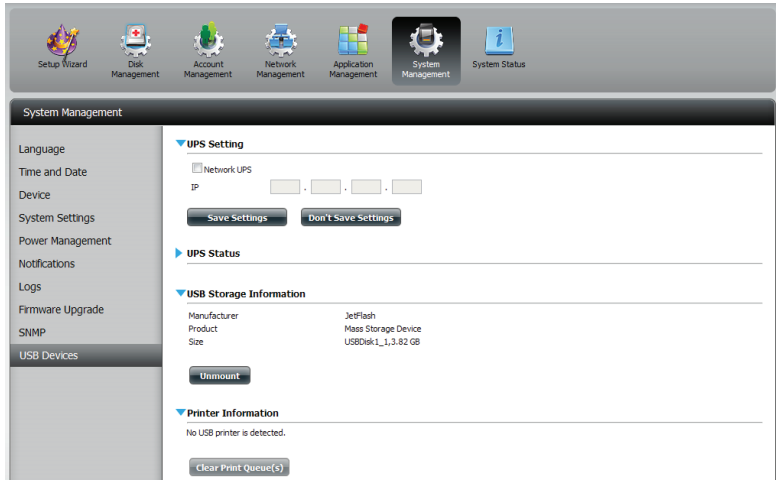 Setup Wizard
Disk
Management
Account
Management
Network
Management
Application
Management
System
Management
System Status
System Management
Language
Time and Date
Device
System Settings
Power Management
Notifications
Logs
Firmware Upgrade
SNMP
USB Devices
UPS Setting
Network UPS
IP . . .
Save Settings Don't Save Settings
UPS Status
USB Storage Information
Manufacturer JetFlash
Product Mass Storage Device
Size USBDisk1_1,3.82 GB
Unmount
Printer Information
No USB printer is detected.
Clear Print Queue(s)